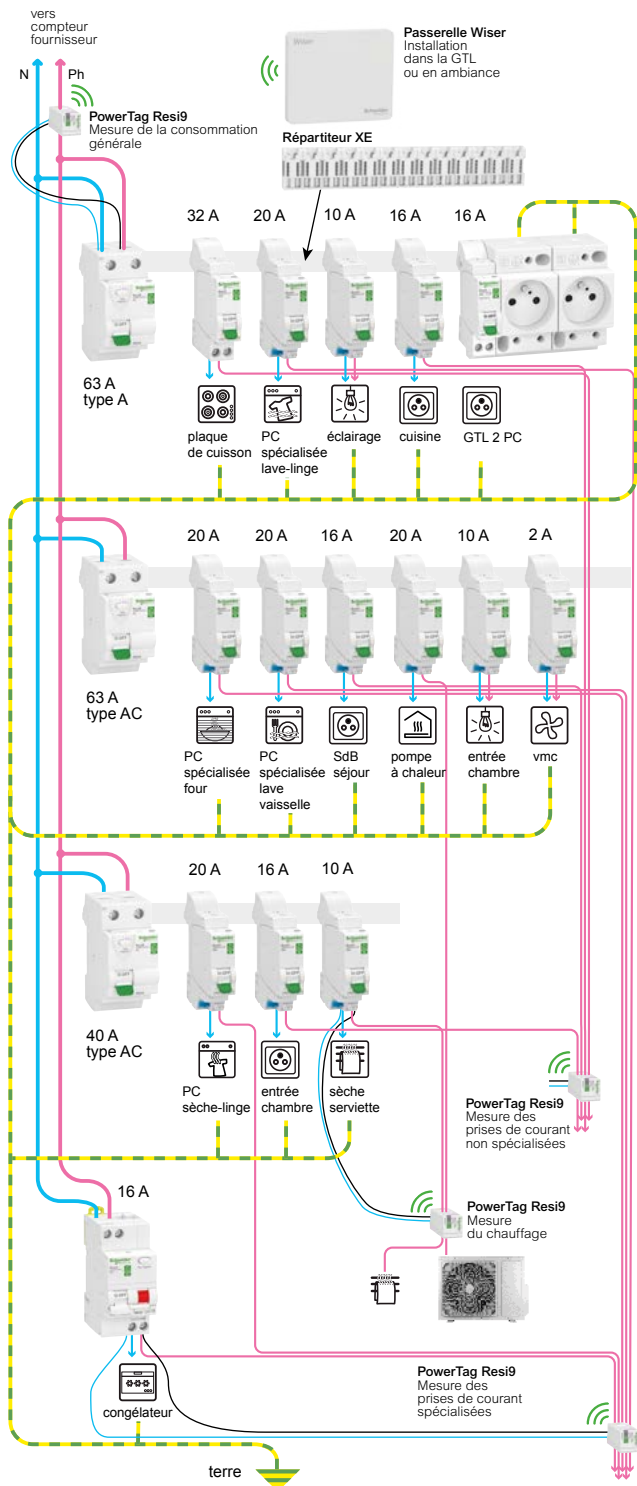 vers
compteur
fournisseur
N
Ph
PowerTag Resi9
Mesure de la consommation
générale
Wiser
Schneider
Passerelle Wiser
Installation
dans la GTL
ou en ambiance
Répartiteur XE
32 A
20 A
10 A
16 A
16 A
63 A
type A
plaque
de cuisson
PC
spécialisée
lave-linge
éclairage
cuisine
GTL 2 PC
20 A
20 A
16 A
20 A
10 A
2 A
63 A
type AC
PC
spécialisée
four
PC
spécialisée
lave
vaisselle
SdB
séjour
pompe
à chaleur
entrée
chambre
vmc
20 A
16 A
10 A
40 A
type AC
PC
sèche-linge
entrée
chambre
sèche
serviette
PowerTag Resi9
Mesure des
prises de courant
non spécialisées
16 A
PowerTag Resi9
Mesure
du chauffage
congélateur
PowerTag Resi9
Mesure des
prises de courant
spécialisées
terre